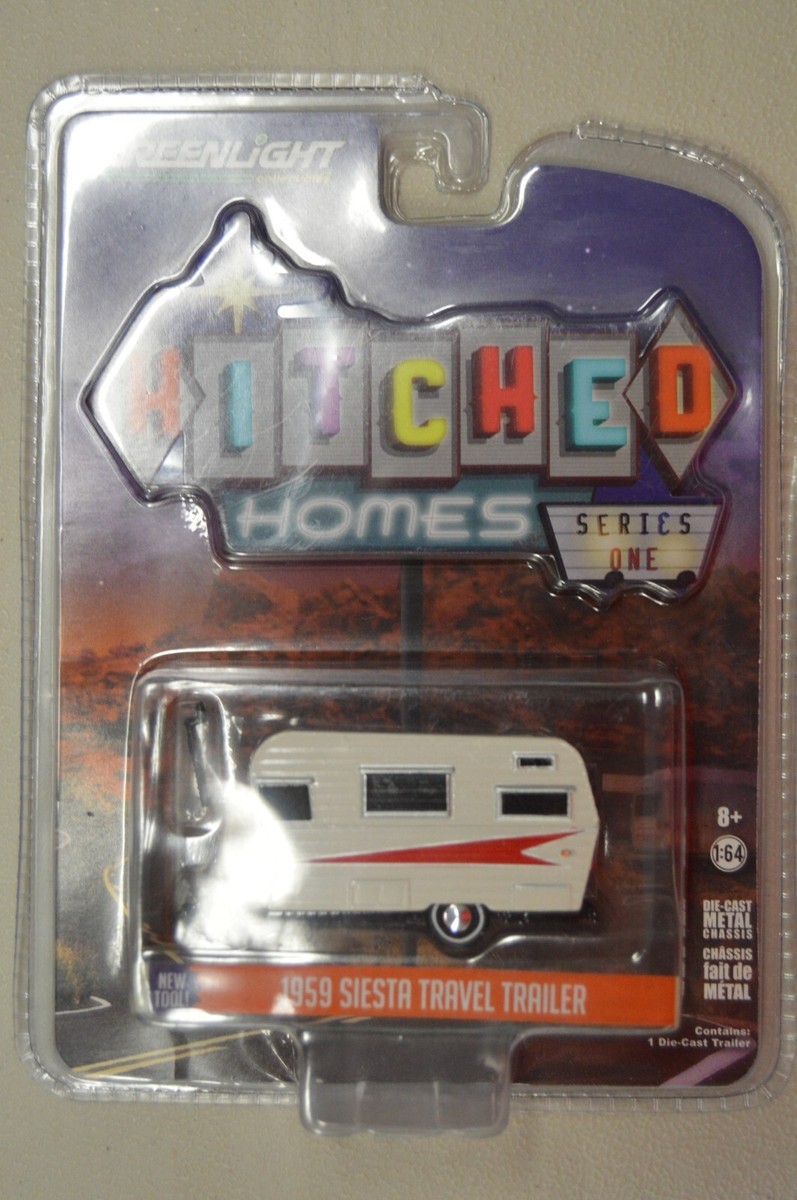 GREENLiGHT
collectibles
HITCHED
HOMES
SERIES
ONE
8+
1:64
DIE-CAST
METAL
CHASSIS
CHÂSSIS
fait de
MÉTAL
NEW
TOOL!
1959 SIESTA TRAVEL TRAILER
Contains:
1 Die-Cast Trailer